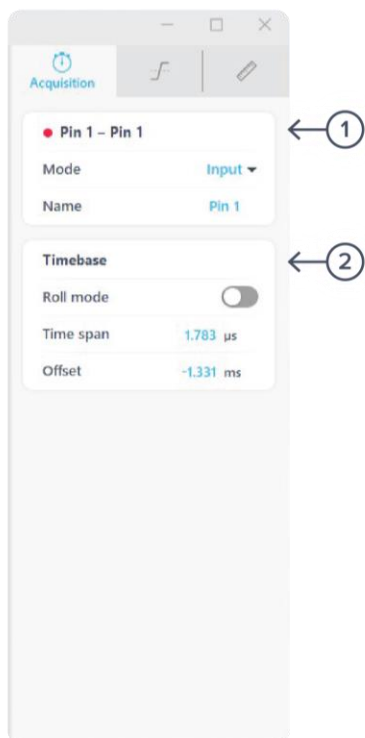 Acquisition
Pin 1 – Pin 1
1
Mode Input
Name Pin 1
Timebase
2
Roll mode
Time span 1.783 µs
Offset -1.331 ms